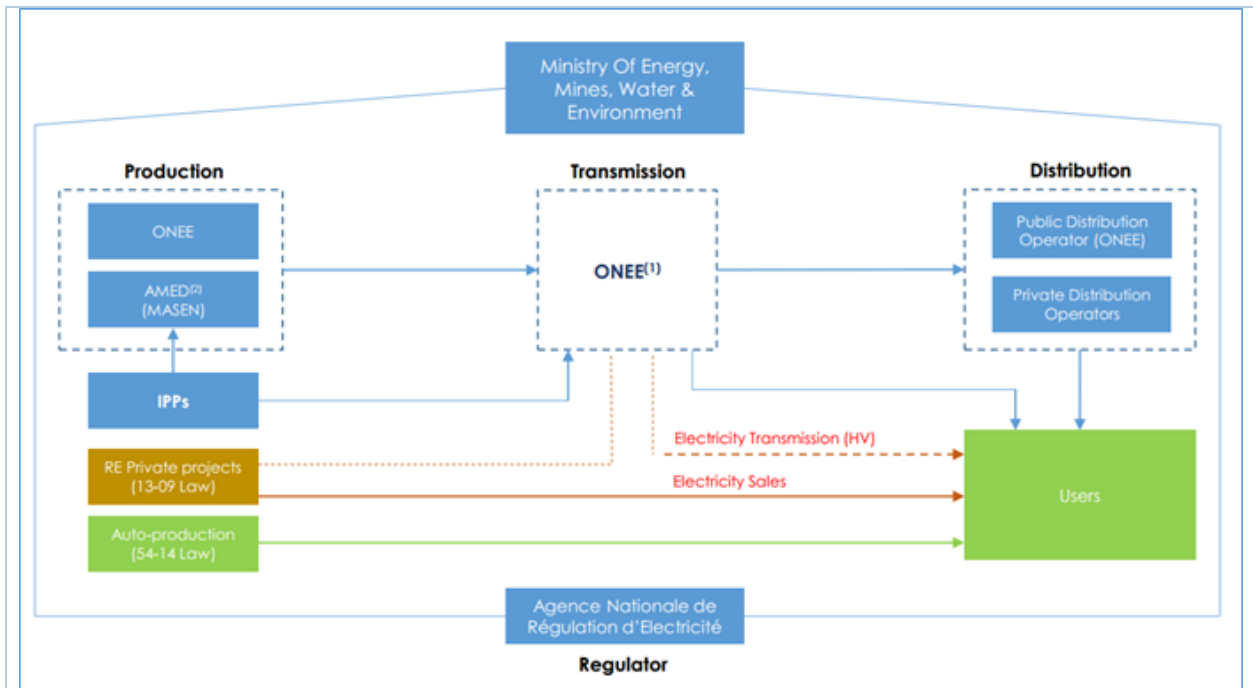 Ministry Of Energy,
Mines, Water &
Environment
Production
Transmission
Distribution
ONEE
AMED(2)
(MASEN)
ONEE(1)
Public Distribution
Operator (ONEE)
Private Distribution
Operators
IPPs
RE Private projects
(13-09 Law)
Auto-production
(54-14 Law)
Electricity Transmission (HV)
Electricity Sales
Users
Agence Nationale de
Régulation d'Electricité
Regulator